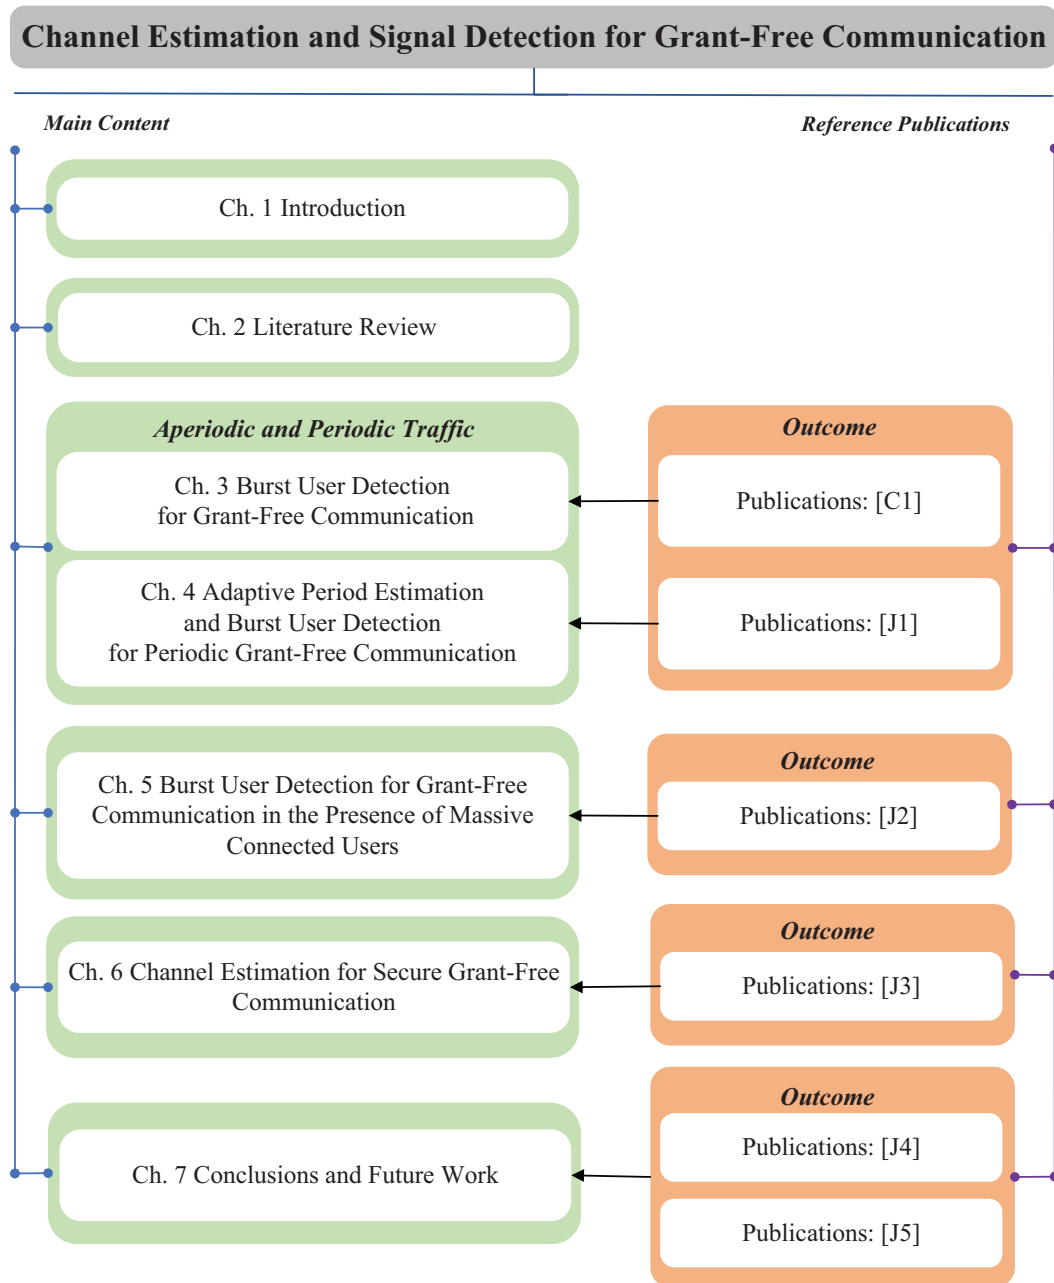 Channel Estimation and Signal Detection for Grant-Free Communication
Main Content
Reference Publications
Ch. 1 Introduction
Ch. 2 Literature Review
Aperiodic and Periodic Traffic
Ch. 3 Burst User Detection
for Grant-Free Communication
Ch. 4 Adaptive Period Estimation
and Burst User Detection
for Periodic Grant-Free Communication
Outcome
Publications: [C1]
Publications: [J1]
Ch. 5 Burst User Detection for Grant-Free
Communication in the Presence of Massive
Connected Users
Outcome
Publications: [J2]
Ch. 6 Channel Estimation for Secure Grant-Free
Communication
Outcome
Publications: [J3]
Ch. 7 Conclusions and Future Work
Outcome
Publications: [J4]
Publications: [J5]